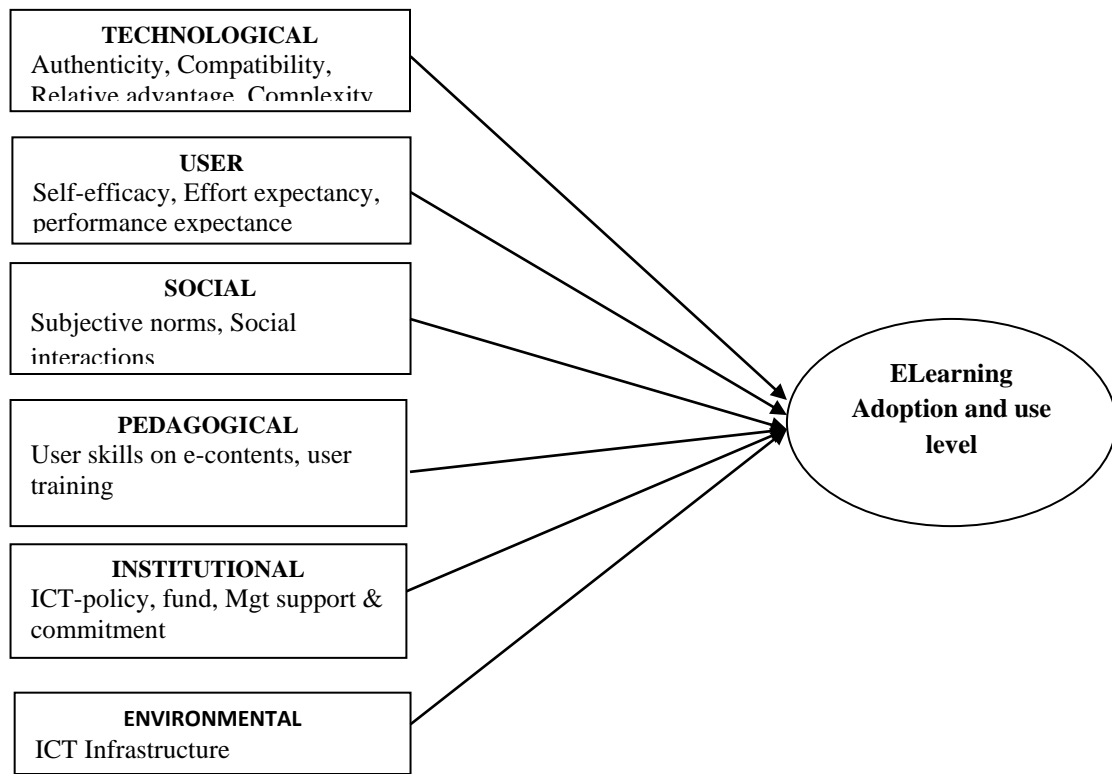 TECHNOLOGICAL
Authenticity, Compatibility,
Relative advantage, Complexity
USER
Self-efficacy, Effort expectancy,
performance expectance
SOCIAL
Subjective norms, Social
interactions
PEDAGOGICAL
User skills on e-contents, user
training
INSTITUTIONAL
ICT-policy, fund, Mgt support &
commitment
ENVIRONMENTAL
ICT Infrastructure
ELearning
Adoption and use
level